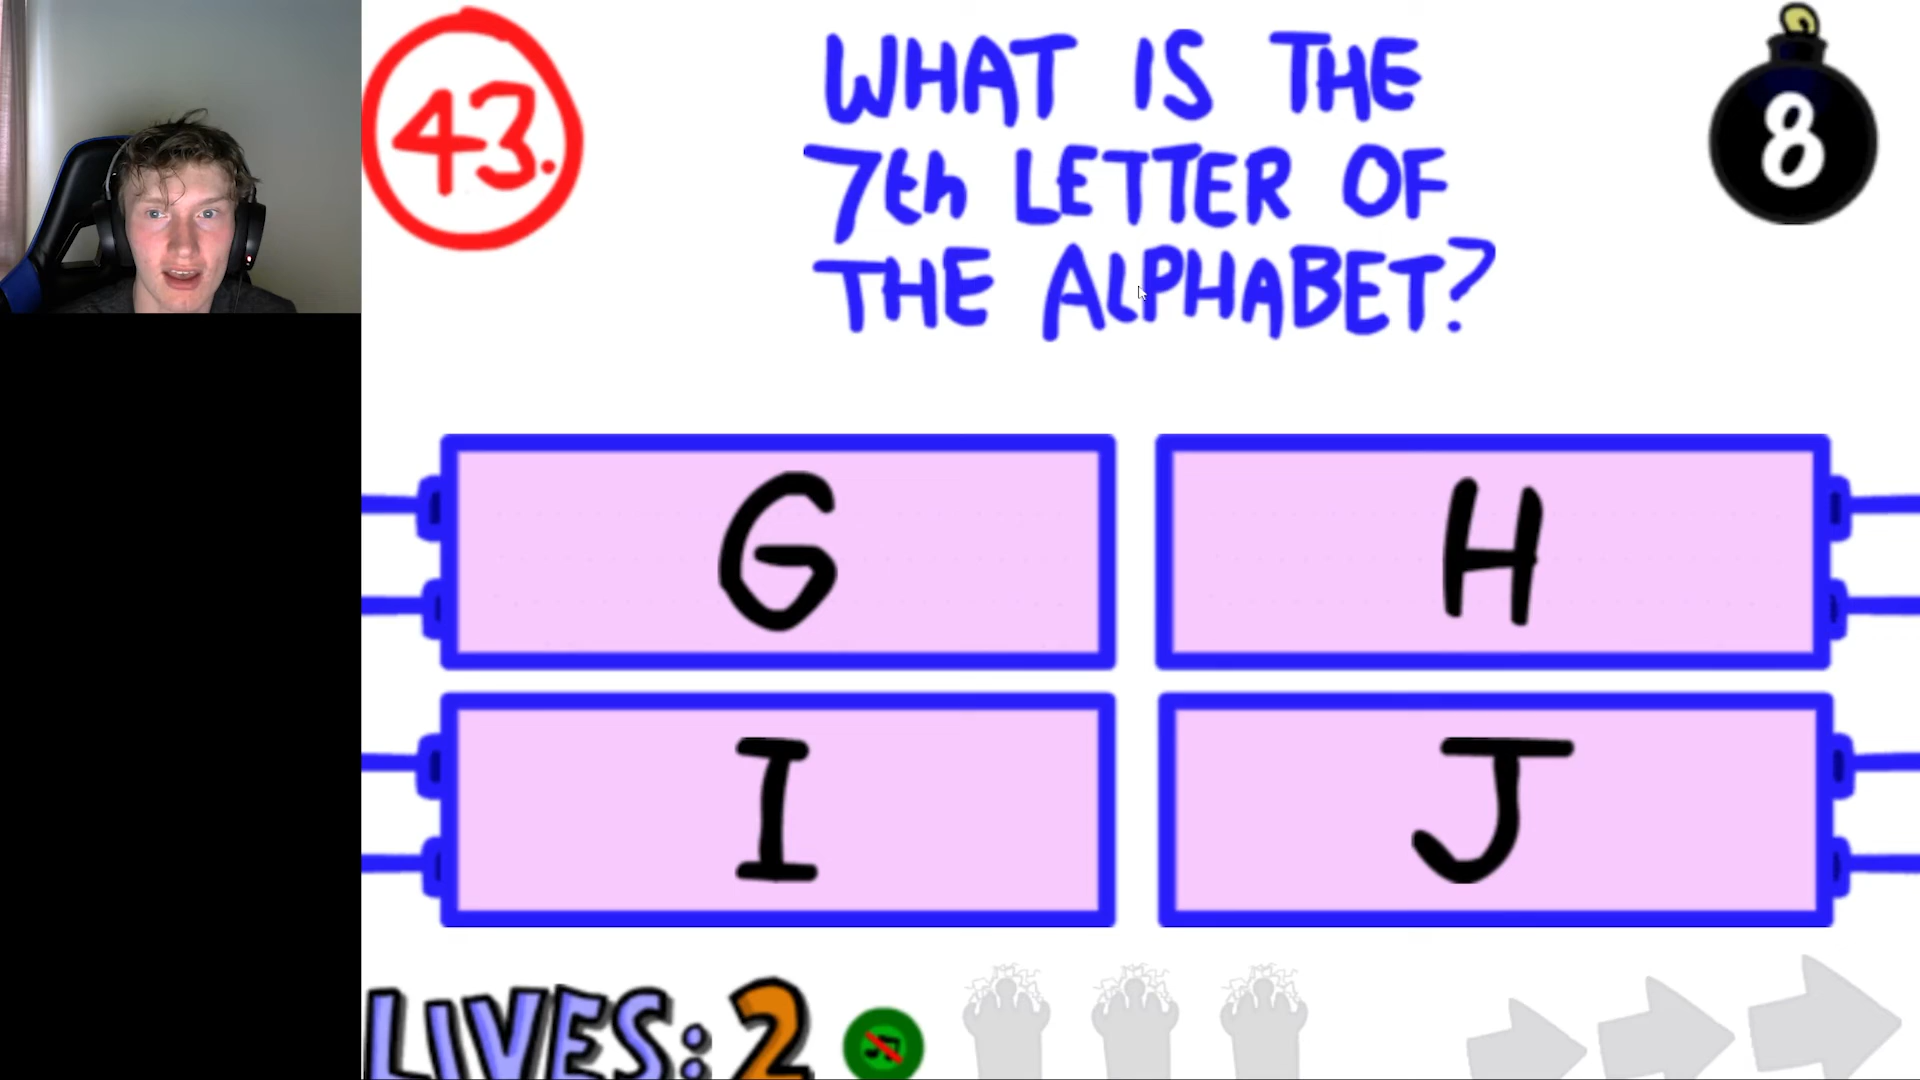 43.
WHAT IS THE
7th LETTER OF
THE ALPHABET?
8
G
H
I
J
LIVES: 2